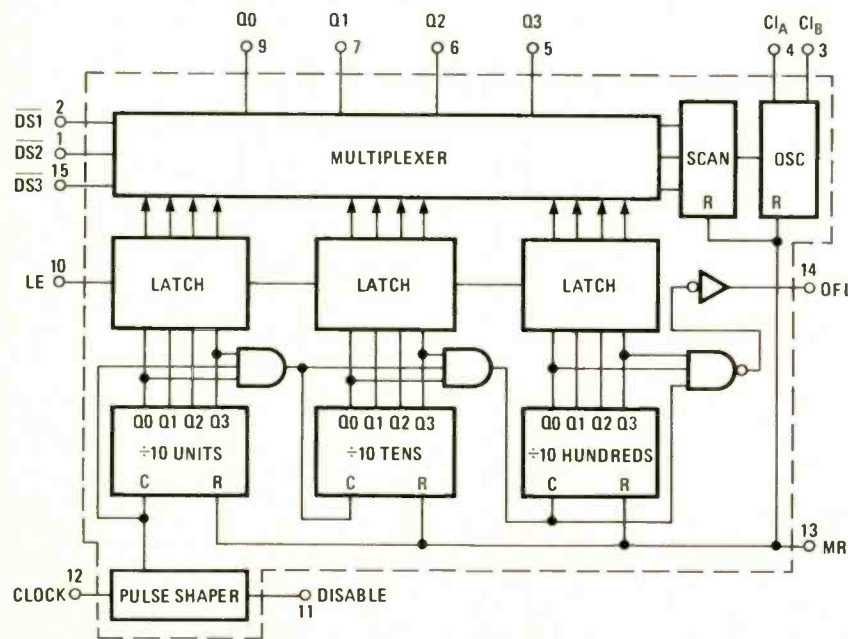 Q0 Q1 Q2 Q3 CIA CIB
9 7 6 5 4 3
DS1 2
DS2 1
DS3 15
MULTIPLEXER
SCAN
R
OSC
R
LE 10
LATCH LATCH LATCH
14 OFL
Q0 Q1 Q2 Q3 Q0 Q1 Q2 Q3 Q0 Q1 Q2 Q3
÷10 UNITS ÷10 TENS ÷10 HUNDREDS
C R C R C R
13 MR
CLOCK 12
PULSE SHAPER
11 DISABLE